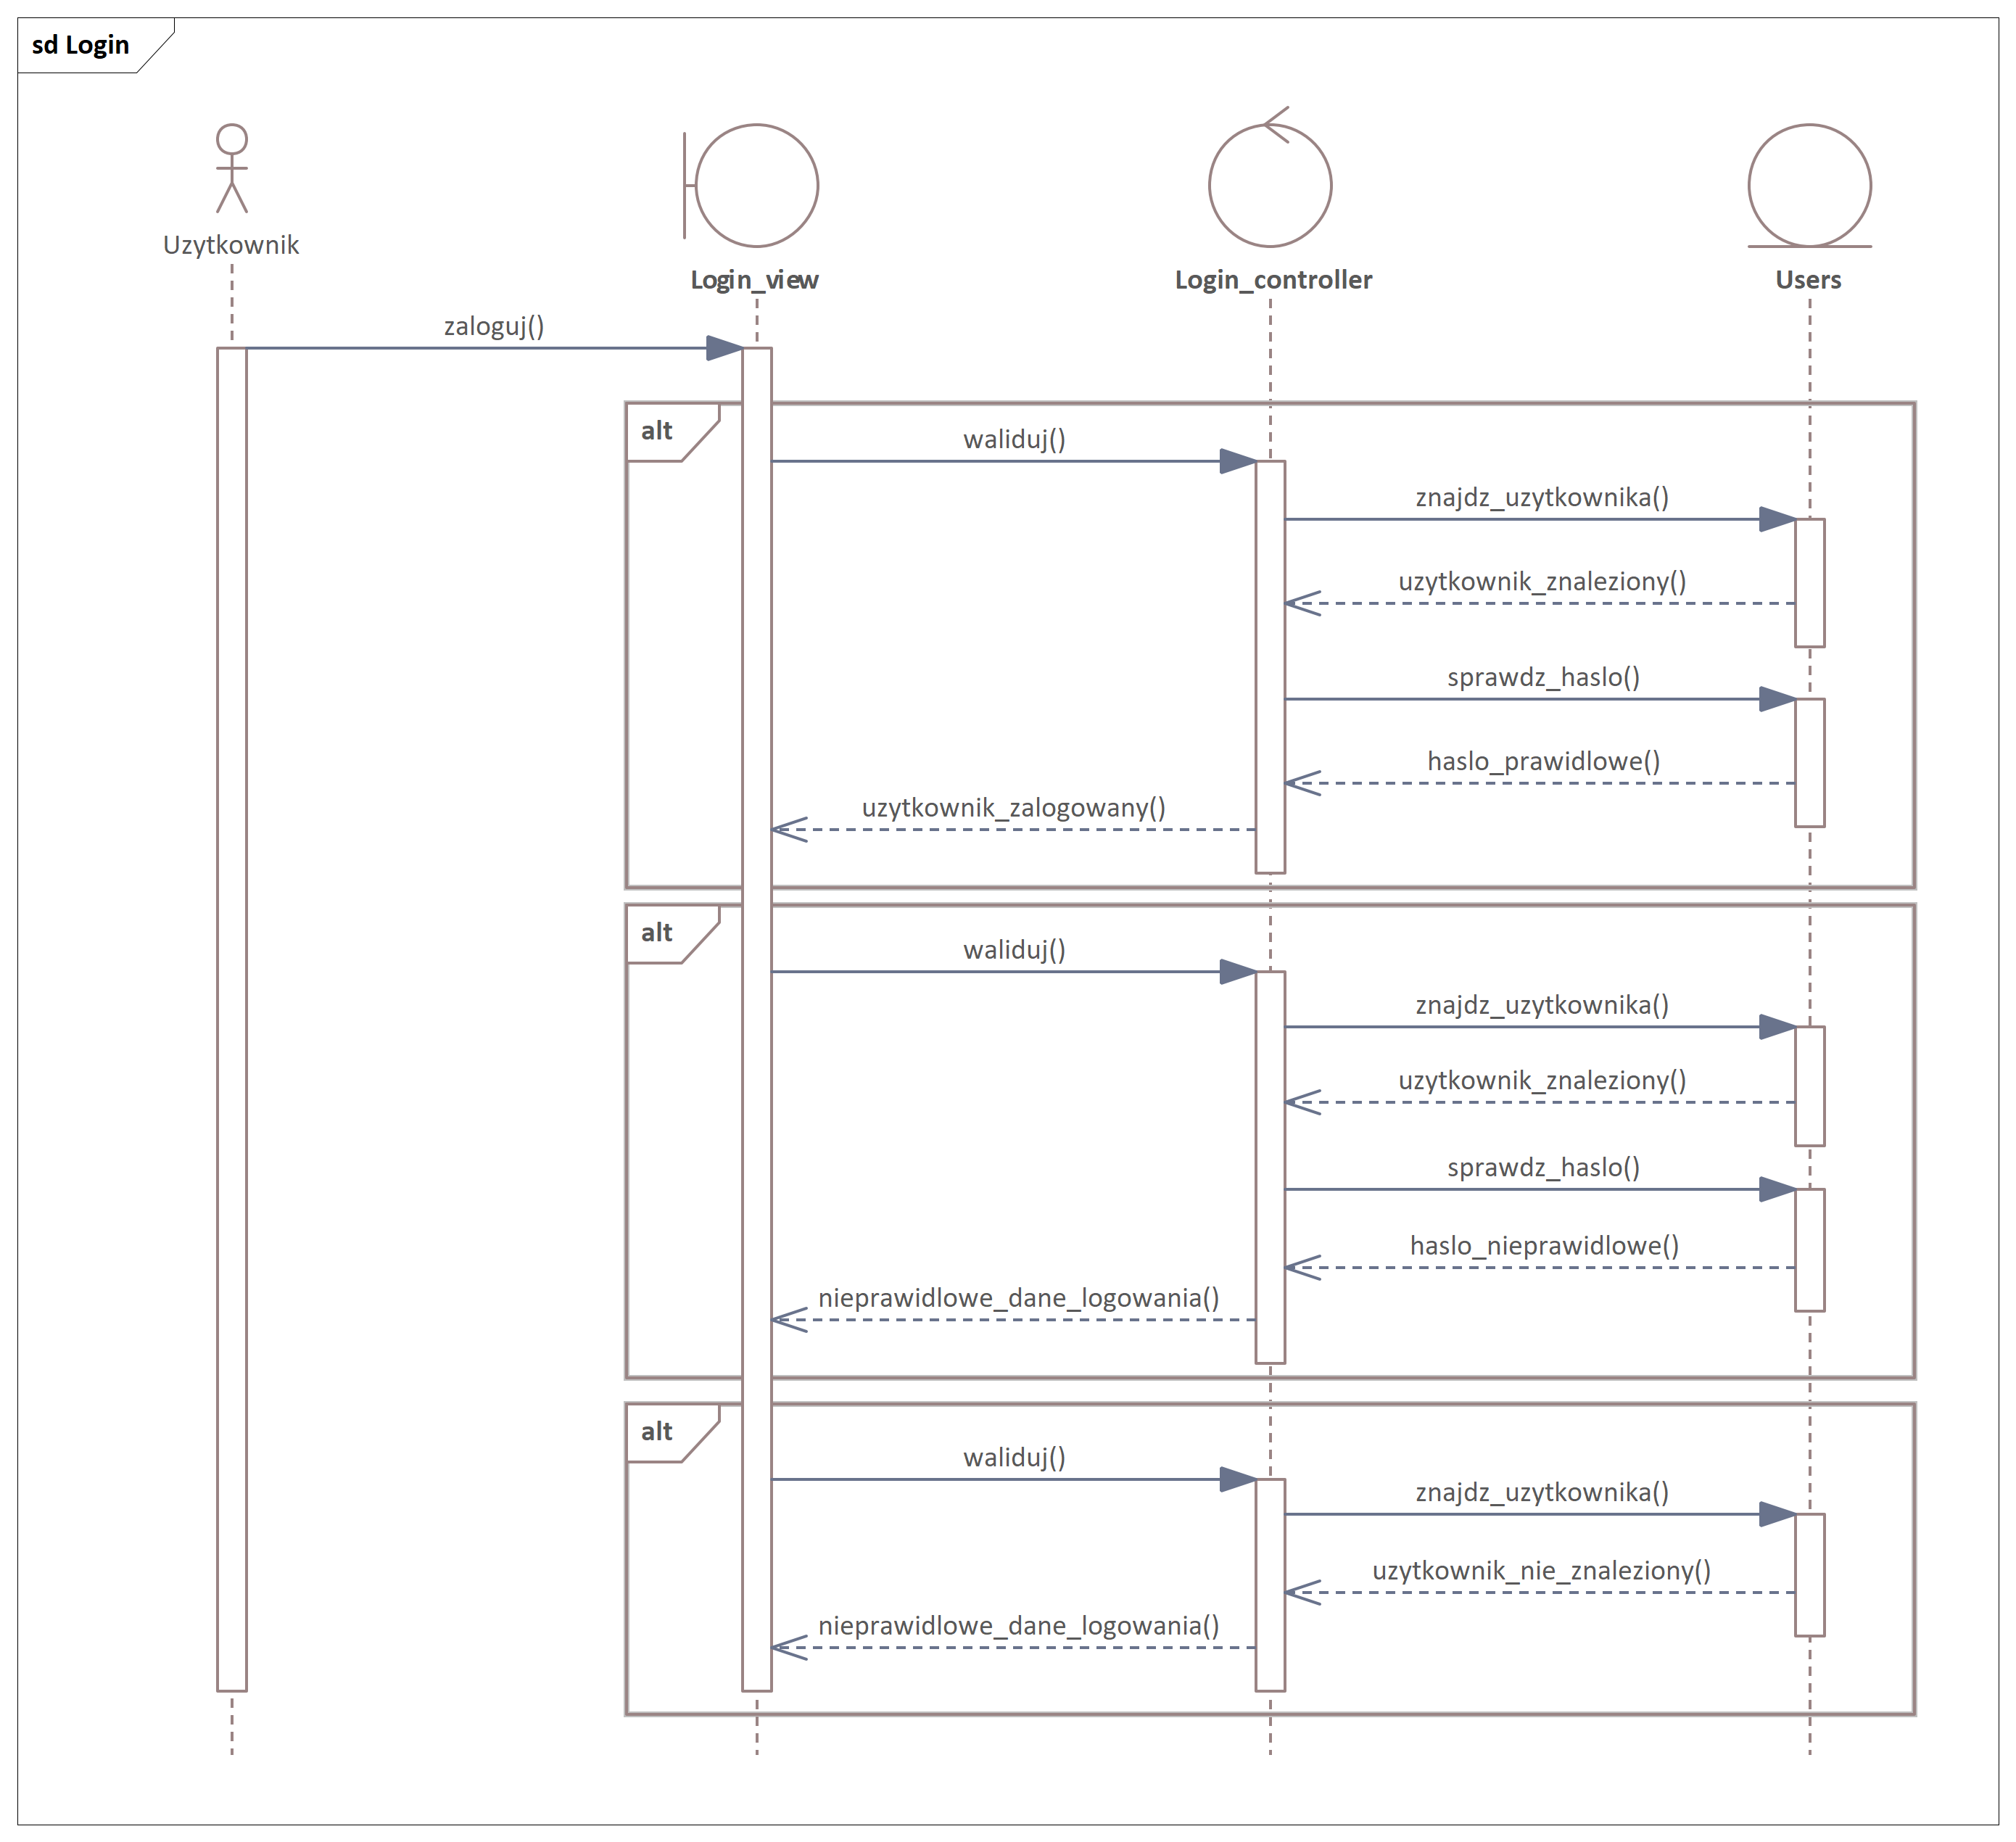 sd Login
Uzytkownik
Login_view
Login_controller
Users
zaloguj()
alt
waliduj()
znajdz_uzytkownika()
uzytkownik_znaleziony()
sprawdz_haslo()
haslo_prawidlowe()
uzytkownik_zalogowany()
alt
waliduj()
znajdz_uzytkownika()
uzytkownik_znaleziony()
sprawdz_haslo()
haslo_nieprawidlowe()
nieprawidlowe_dane_logowania()
alt
waliduj()
znajdz_uzytkownika()
uzytkownik_nie_znaleziony()
nieprawidlowe_dane_logowania()